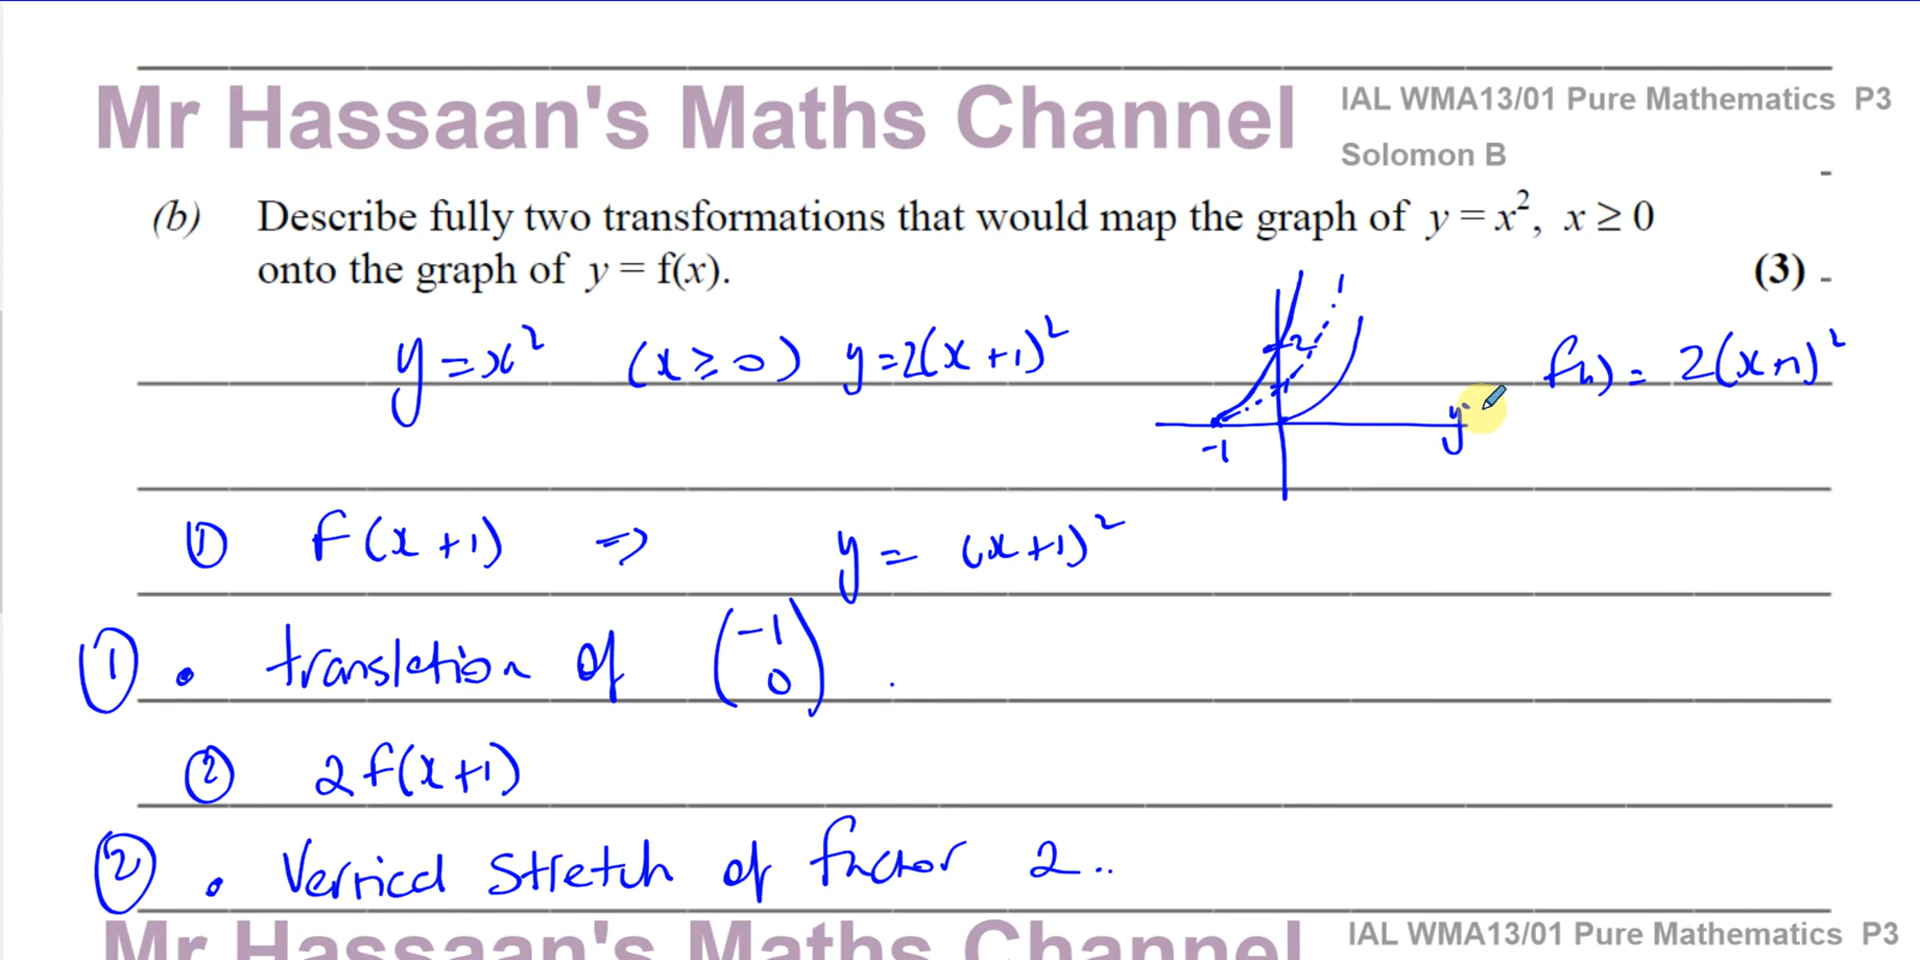 Mr Hassaan's Maths Channel
IAL WMA13/01 Pure Mathematics P3
Solomon B
(b) Describe fully two transformations that would map the graph of y = x², x ≥ 0
onto the graph of y = f(x).
(3)
y = x² (x ≥ 0) y = 2(x+1)²
2
-1
y
f(x) = 2(x+1)²
① f(x+1) ⇒ y = (x+1)²
① • translation of (-1 0).
② 2f(x+1)
② • Vertical stretch of factor 2..
Mr Hassaan's Maths Channel
IAL WMA13/01 Pure Mathematics P3